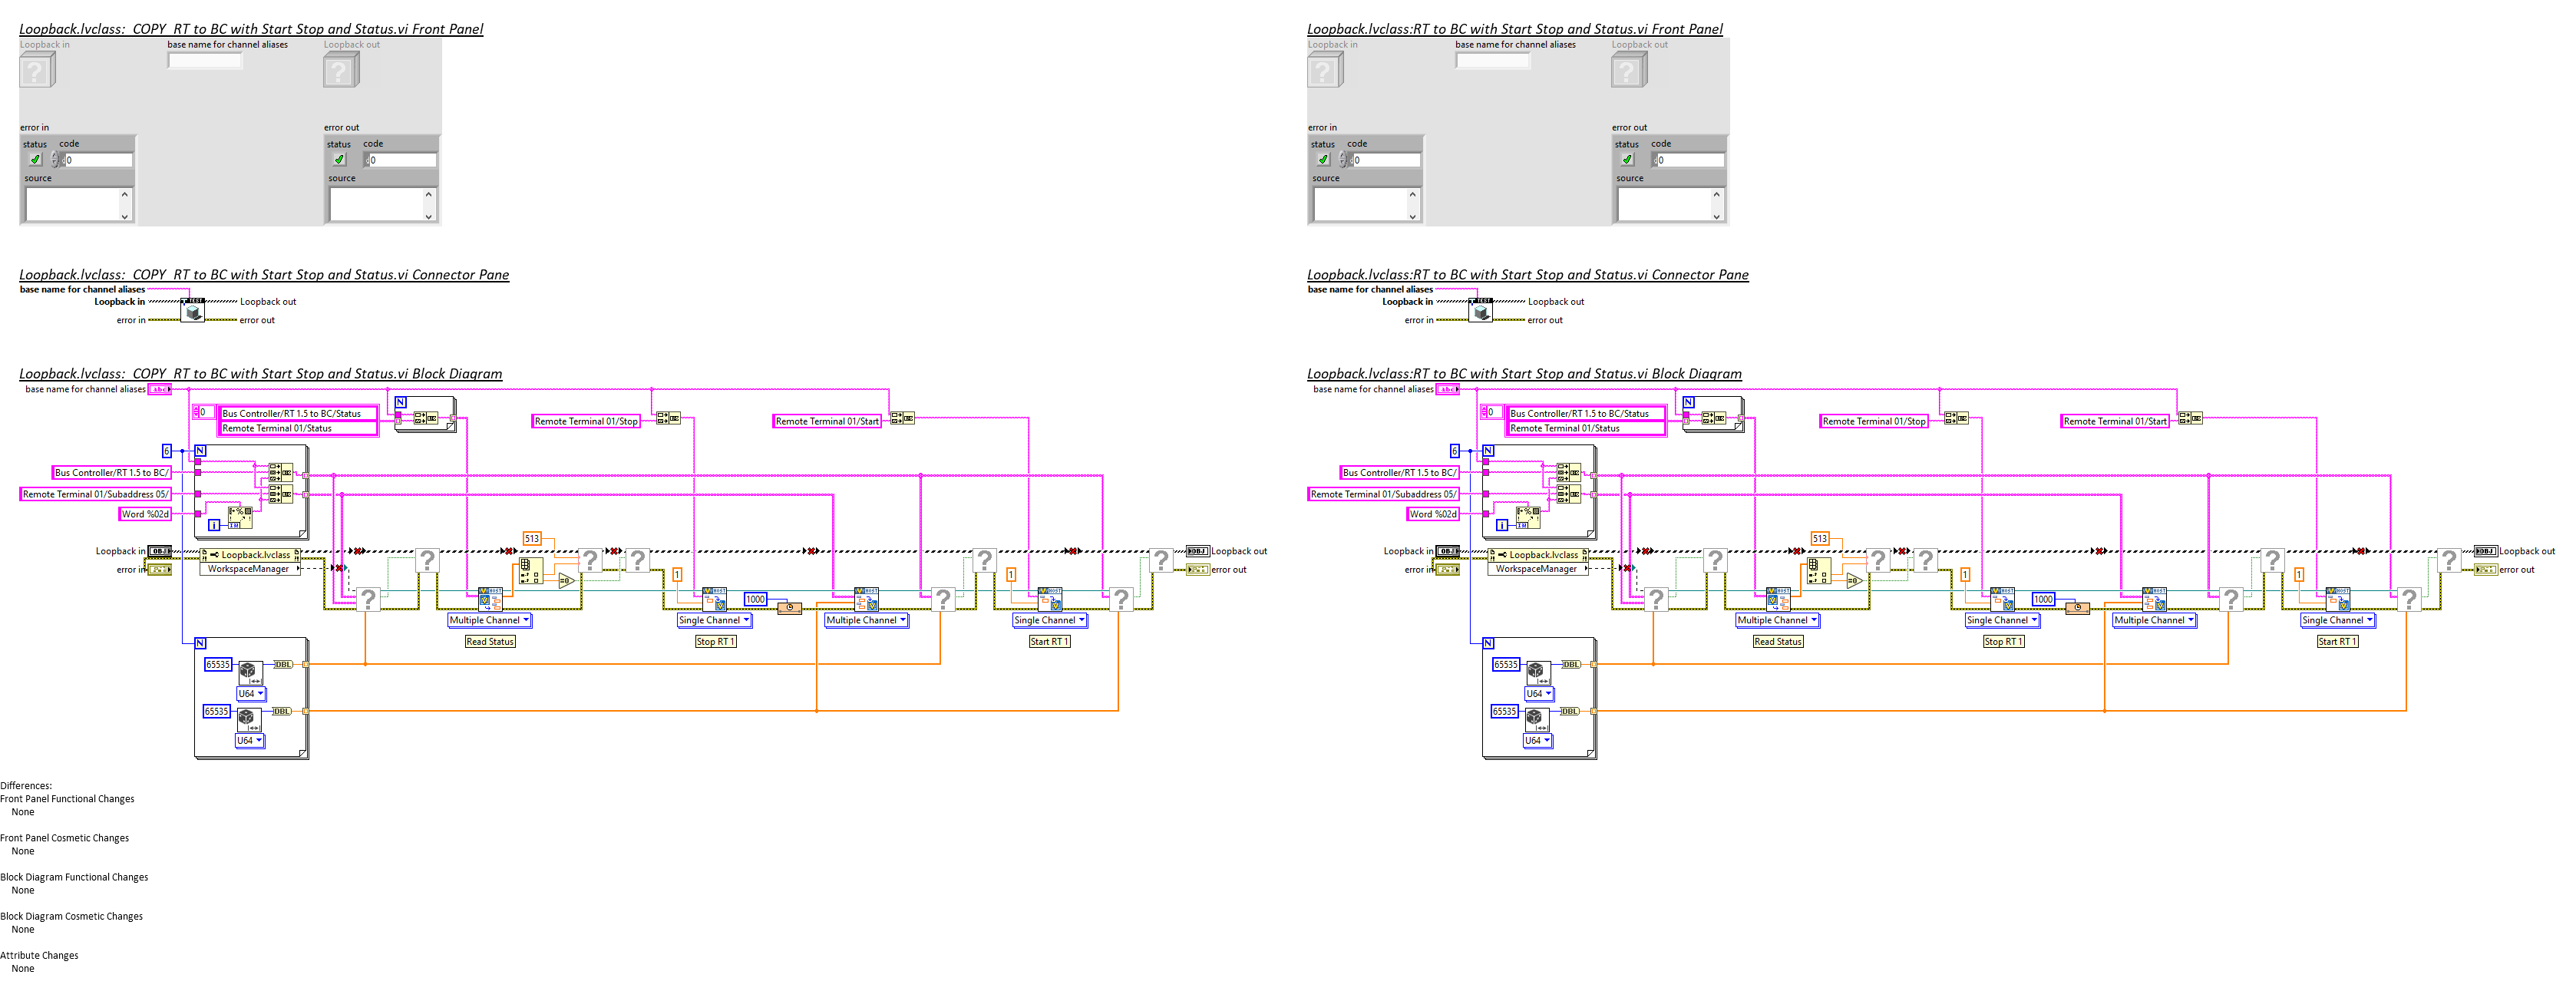 Loopback.lvclass:  COPY  RT to BC with Start Stop and Status.vi Front Panel
Loopback in
base name for channel aliases
Loopback out
error in
error out
status code
0
source
status code
0
source
Loopback.lvclass:  COPY  RT to BC with Start Stop and Status.vi Connector Pane
base name for channel aliases
Loopback in
Loopback out
error in
error out
TEST
Loopback.lvclass:  COPY  RT to BC with Start Stop and Status.vi Block Diagram
base name for channel aliases
abc
0
Bus Controller/RT 1.5 to BC/Status
Remote Terminal 01/Status
N
Remote Terminal 01/Stop
Remote Terminal 01/Start
6
N
Bus Controller/RT 1.5 to BC/
Remote Terminal 01/Subaddress 05/
Word %02d
i
513
Loopback in
OBJ
Loopback.lvclass
OBJ
Loopback out
error in
WorkspaceManager
error out
1
1
1000
HOST
HOST
HOST
HOST
Multiple Channel
Single Channel
Multiple Channel
Single Channel
Read Status
Stop RT 1
Start RT 1
N
65535
DBL
U64
65535
DBL
U64
Loopback.lvclass:RT to BC with Start Stop and Status.vi Front Panel
Loopback in
base name for channel aliases
Loopback out
error in
error out
status code
0
source
status code
0
source
Loopback.lvclass:RT to BC with Start Stop and Status.vi Connector Pane
base name for channel aliases
Loopback in
Loopback out
error in
error out
TEST
Loopback.lvclass:RT to BC with Start Stop and Status.vi Block Diagram
base name for channel aliases
abc
0
Bus Controller/RT 1.5 to BC/Status
Remote Terminal 01/Status
N
Remote Terminal 01/Stop
Remote Terminal 01/Start
6
N
Bus Controller/RT 1.5 to BC/
Remote Terminal 01/Subaddress 05/
Word %02d
i
513
Loopback in
OBJ
Loopback.lvclass
OBJ
Loopback out
error in
WorkspaceManager
error out
1
1
1000
HOST
HOST
HOST
HOST
Multiple Channel
Single Channel
Multiple Channel
Single Channel
Read Status
Stop RT 1
Start RT 1
N
65535
DBL
U64
65535
DBL
U64
Differences:
Front Panel Functional Changes
None
Front Panel Cosmetic Changes
None
Block Diagram Functional Changes
None
Block Diagram Cosmetic Changes
None
Attribute Changes
None